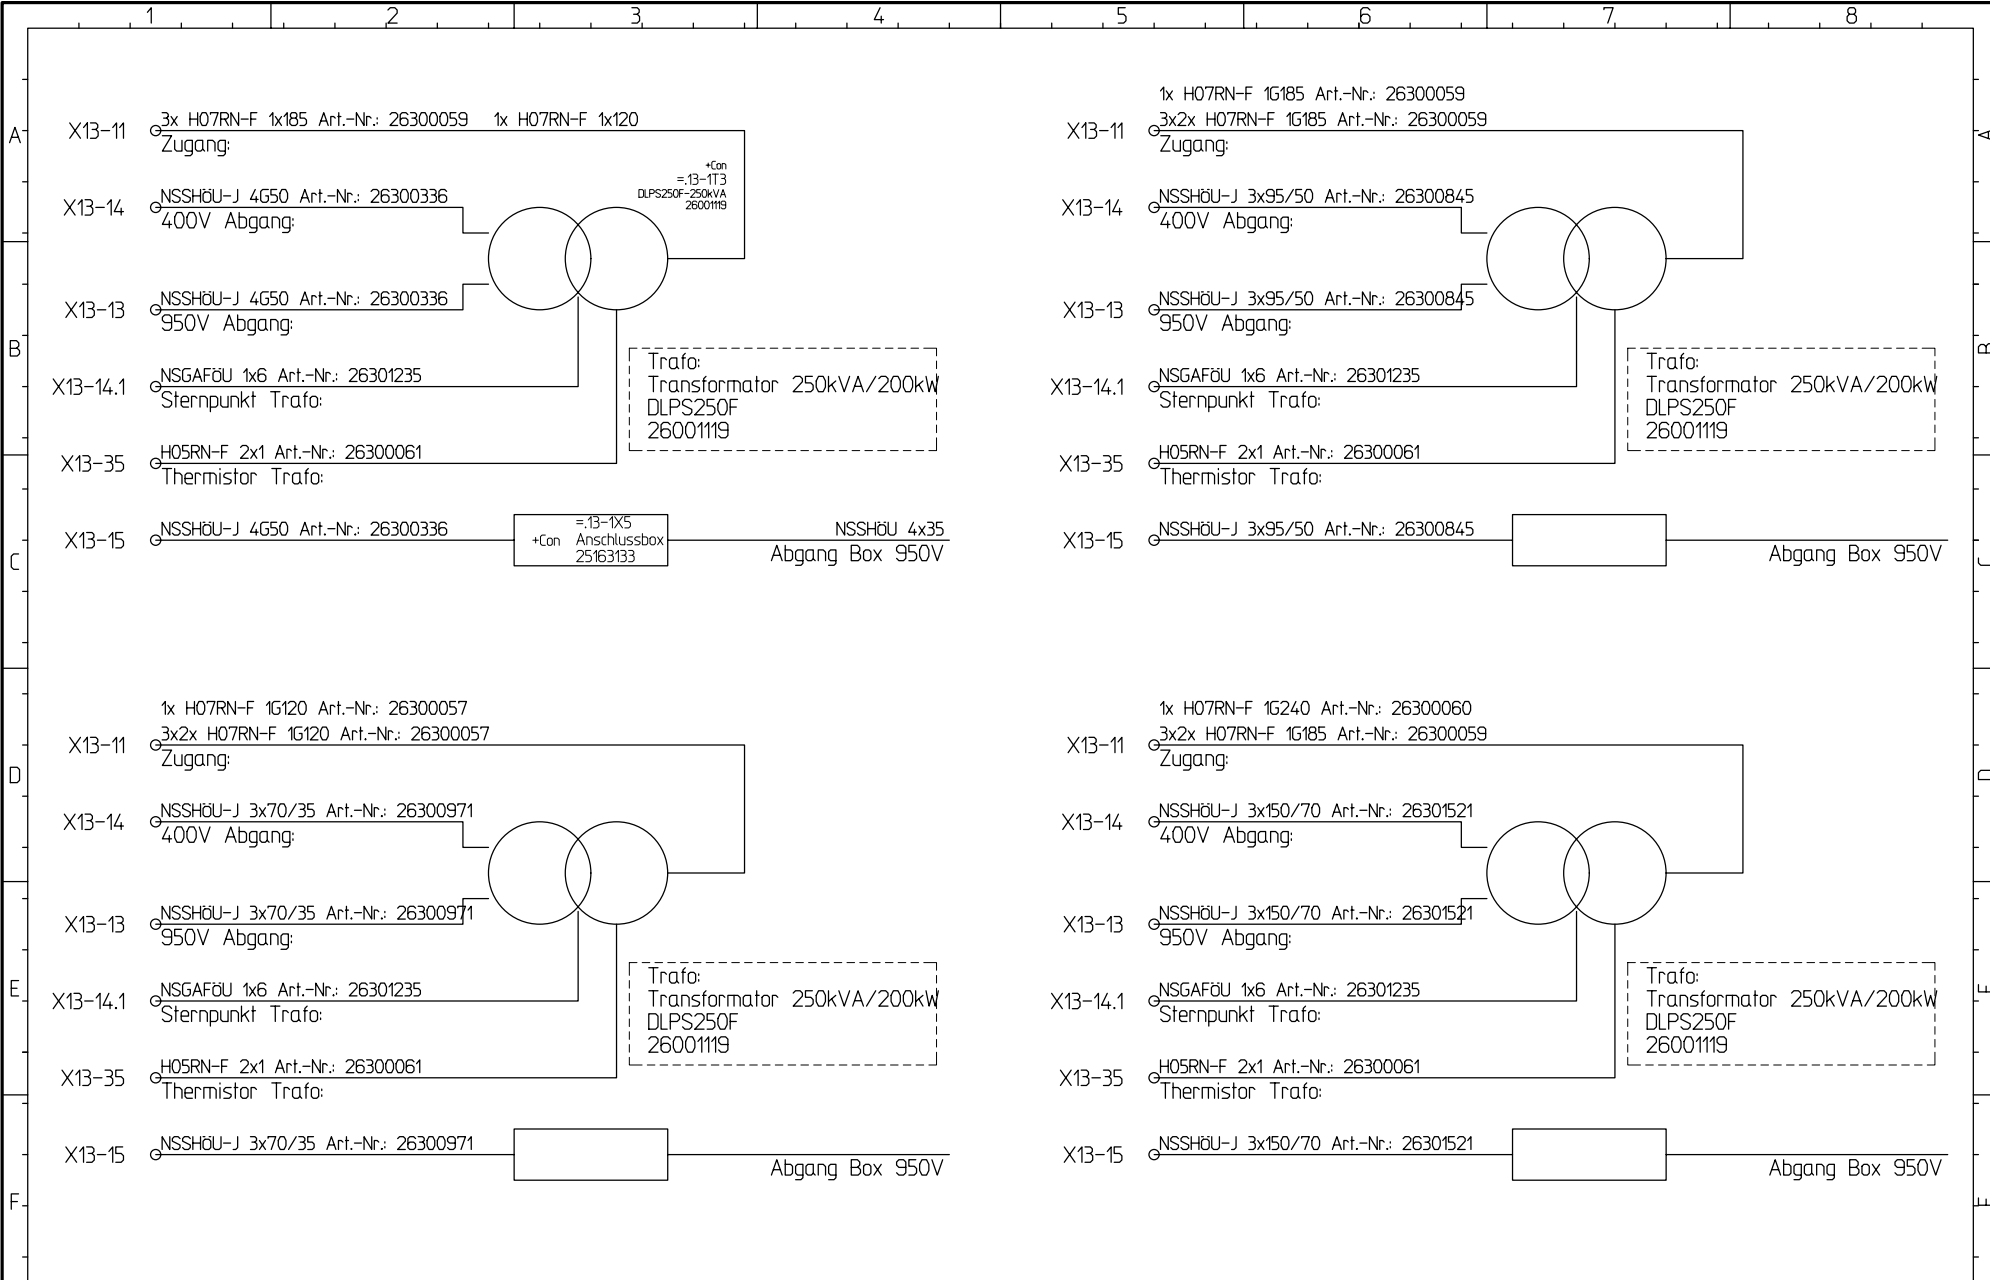 1 2 3 4 5 6 7 8
A
X13-11
3x H07RN-F 1x185 Art.-Nr.: 26300059 1x H07RN-F 1x120
Zugang:
+Con
=.13-1T3
DLPS250F-250kVA
26001119
X13-14
NSSHöU-J 4G50 Art.-Nr.: 26300336
400V Abgang:
X13-13
NSSHöU-J 4G50 Art.-Nr.: 26300336
950V Abgang:
B
X13-14.1
NSGAFöU 1x6 Art.-Nr.: 26301235
Sternpunkt Trafo:
Trafo:
Transformator 250kVA/200kW
DLPS250F
26001119
X13-35
H05RN-F 2x1 Art.-Nr.: 26300061
Thermistor Trafo:
C
X13-15
NSSHöU-J 4G50 Art.-Nr.: 26300336
=.13-1X5
+Con Anschlussbox
25163133
NSSHöU 4x35
Abgang Box 950V
1x H07RN-F 1G185 Art.-Nr.: 26300059
X13-11
3x2x H07RN-F 1G185 Art.-Nr.: 26300059
Zugang:
A
X13-14
NSSHöU-J 3x95/50 Art.-Nr.: 26300845
400V Abgang:
X13-13
NSSHöU-J 3x95/50 Art.-Nr.: 26300845
950V Abgang:
B
X13-14.1
NSGAFöU 1x6 Art.-Nr.: 26301235
Sternpunkt Trafo:
Trafo:
Transformator 250kVA/200kW
DLPS250F
26001119
X13-35
H05RN-F 2x1 Art.-Nr.: 26300061
Thermistor Trafo:
X13-15
NSSHöU-J 3x95/50 Art.-Nr.: 26300845
Abgang Box 950V
C
1x H07RN-F 1G120 Art.-Nr.: 26300057
X13-11
3x2x H07RN-F 1G120 Art.-Nr.: 26300057
Zugang:
D
X13-14
NSSHöU-J 3x70/35 Art.-Nr.: 26300971
400V Abgang:
X13-13
NSSHöU-J 3x70/35 Art.-Nr.: 26300971
950V Abgang:
E
X13-14.1
NSGAFöU 1x6 Art.-Nr.: 26301235
Sternpunkt Trafo:
Trafo:
Transformator 250kVA/200kW
DLPS250F
26001119
X13-35
H05RN-F 2x1 Art.-Nr.: 26300061
Thermistor Trafo:
X13-15
NSSHöU-J 3x70/35 Art.-Nr.: 26300971
Abgang Box 950V
F
1x H07RN-F 1G240 Art.-Nr.: 26300060
X13-11
3x2x H07RN-F 1G185 Art.-Nr.: 26300059
Zugang:
D
X13-14
NSSHöU-J 3x150/70 Art.-Nr.: 26301521
400V Abgang:
X13-13
NSSHöU-J 3x150/70 Art.-Nr.: 26301521
950V Abgang:
E
X13-14.1
NSGAFöU 1x6 Art.-Nr.: 26301235
Sternpunkt Trafo:
Trafo:
Transformator 250kVA/200kW
DLPS250F
26001119
X13-35
H05RN-F 2x1 Art.-Nr.: 26300061
Thermistor Trafo:
X13-15
NSSHöU-J 3x150/70 Art.-Nr.: 26301521
Abgang Box 950V
F